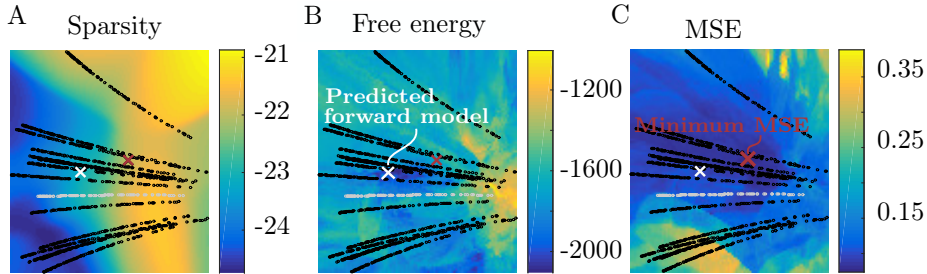 A
Sparsity
-21
-22
-23
-24
B
Free energy
Predicted
forward model
-1200
-1600
-2000
C
MSE
Minimum MSE
0.35
0.25
0.15